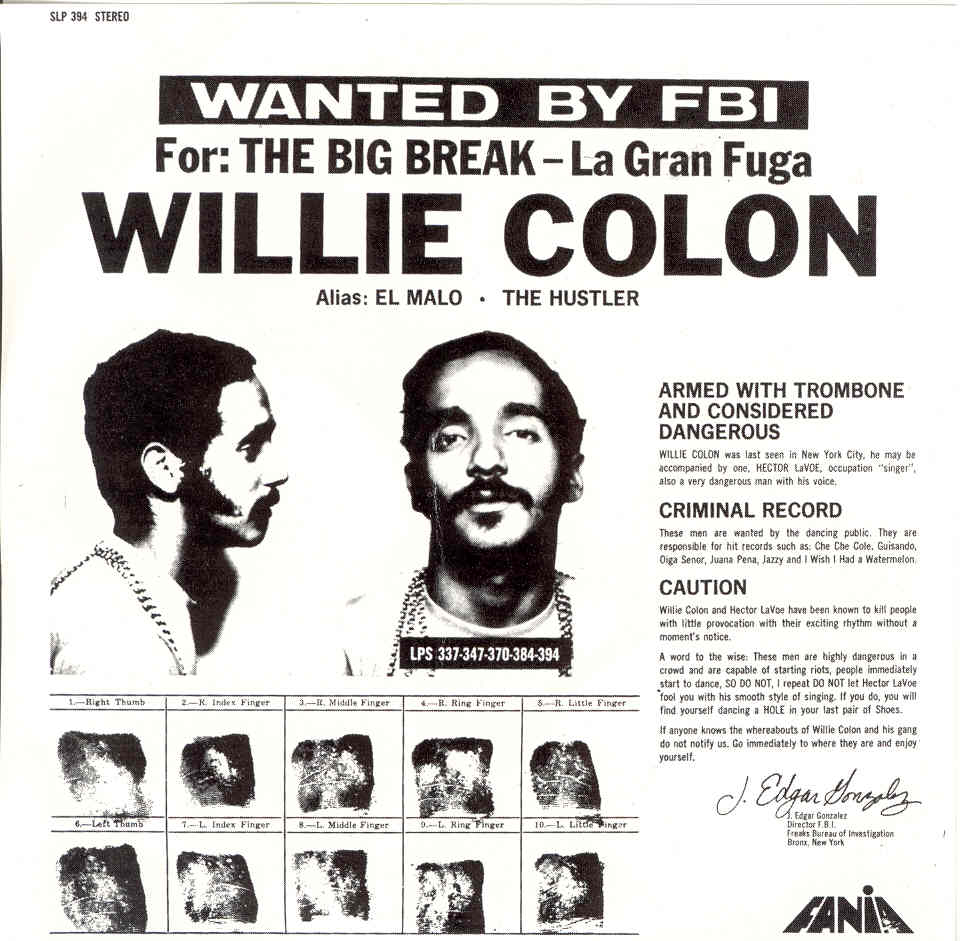 SLP 394 STEREO
WANTED BY FBI
For: THE BIG BREAK – La Gran Fuga
WILLIE COLON
Alias: EL MALO • THE HUSTLER
ARMED WITH TROMBONE
AND CONSIDERED
DANGEROUS
WILLIE COLON was last seen in New York City, he may be
accompanied by one, HECTOR LaVOE, occupation "singer",
also a very dangerous man with his voice.
CRIMINAL RECORD
These men are wanted by the dancing public. They are
responsible for hit records such as: Che Che Cole, Guisando,
Oiga Senor, Juana Pena, Jazzy and I Wish I Had a Watermelon.
CAUTION
Willie Colon and Hector LaVoe have been known to kill people
with little provocation with their exciting rhythm without a
moment's notice.
A word to the wise: These men are highly dangerous in a
crowd and are capable of starting riots, people immediately
start to dance, SO DO NOT, I repeat DO NOT let Hector LaVoe
fool you with his smooth style of singing. If you do, you will
find yourself dancing a HOLE in your last pair of Shoes.
If anyone knows the whereabouts of Willie Colon and his gang
do not notify us. Go immediately to where they are and enjoy
yourself.
J. Edgar Gonzalez
J. Edgar Gonzalez
Director F.B.I.
Freaks Bureau of Investigation
Bronx, New York
LPS 337-347-370-384-394
1.—Right Thumb 2.—R. Index Finger 3.—R. Middle Finger 4.—R. Ring Finger 5.—R. Little Finger
6.—Left Thumb 7.—L. Index Finger 8.—L. Middle Finger 9.—L. Ring Finger 10.—L. Little Finger
FANIA